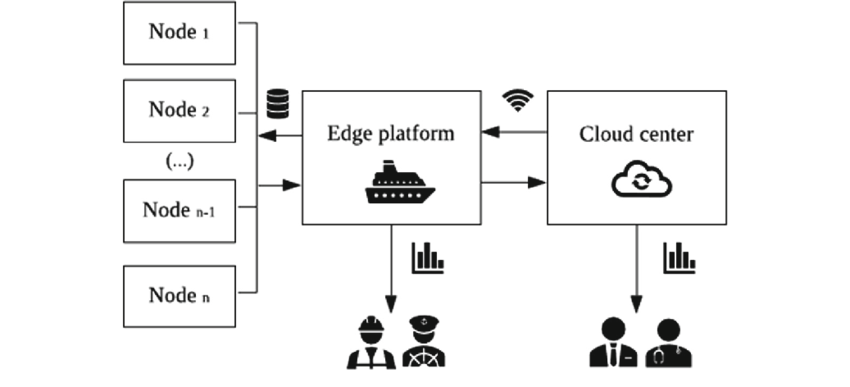 Node 1
Node 2
(...)
Node n-1
Node n
Edge platform
Cloud center